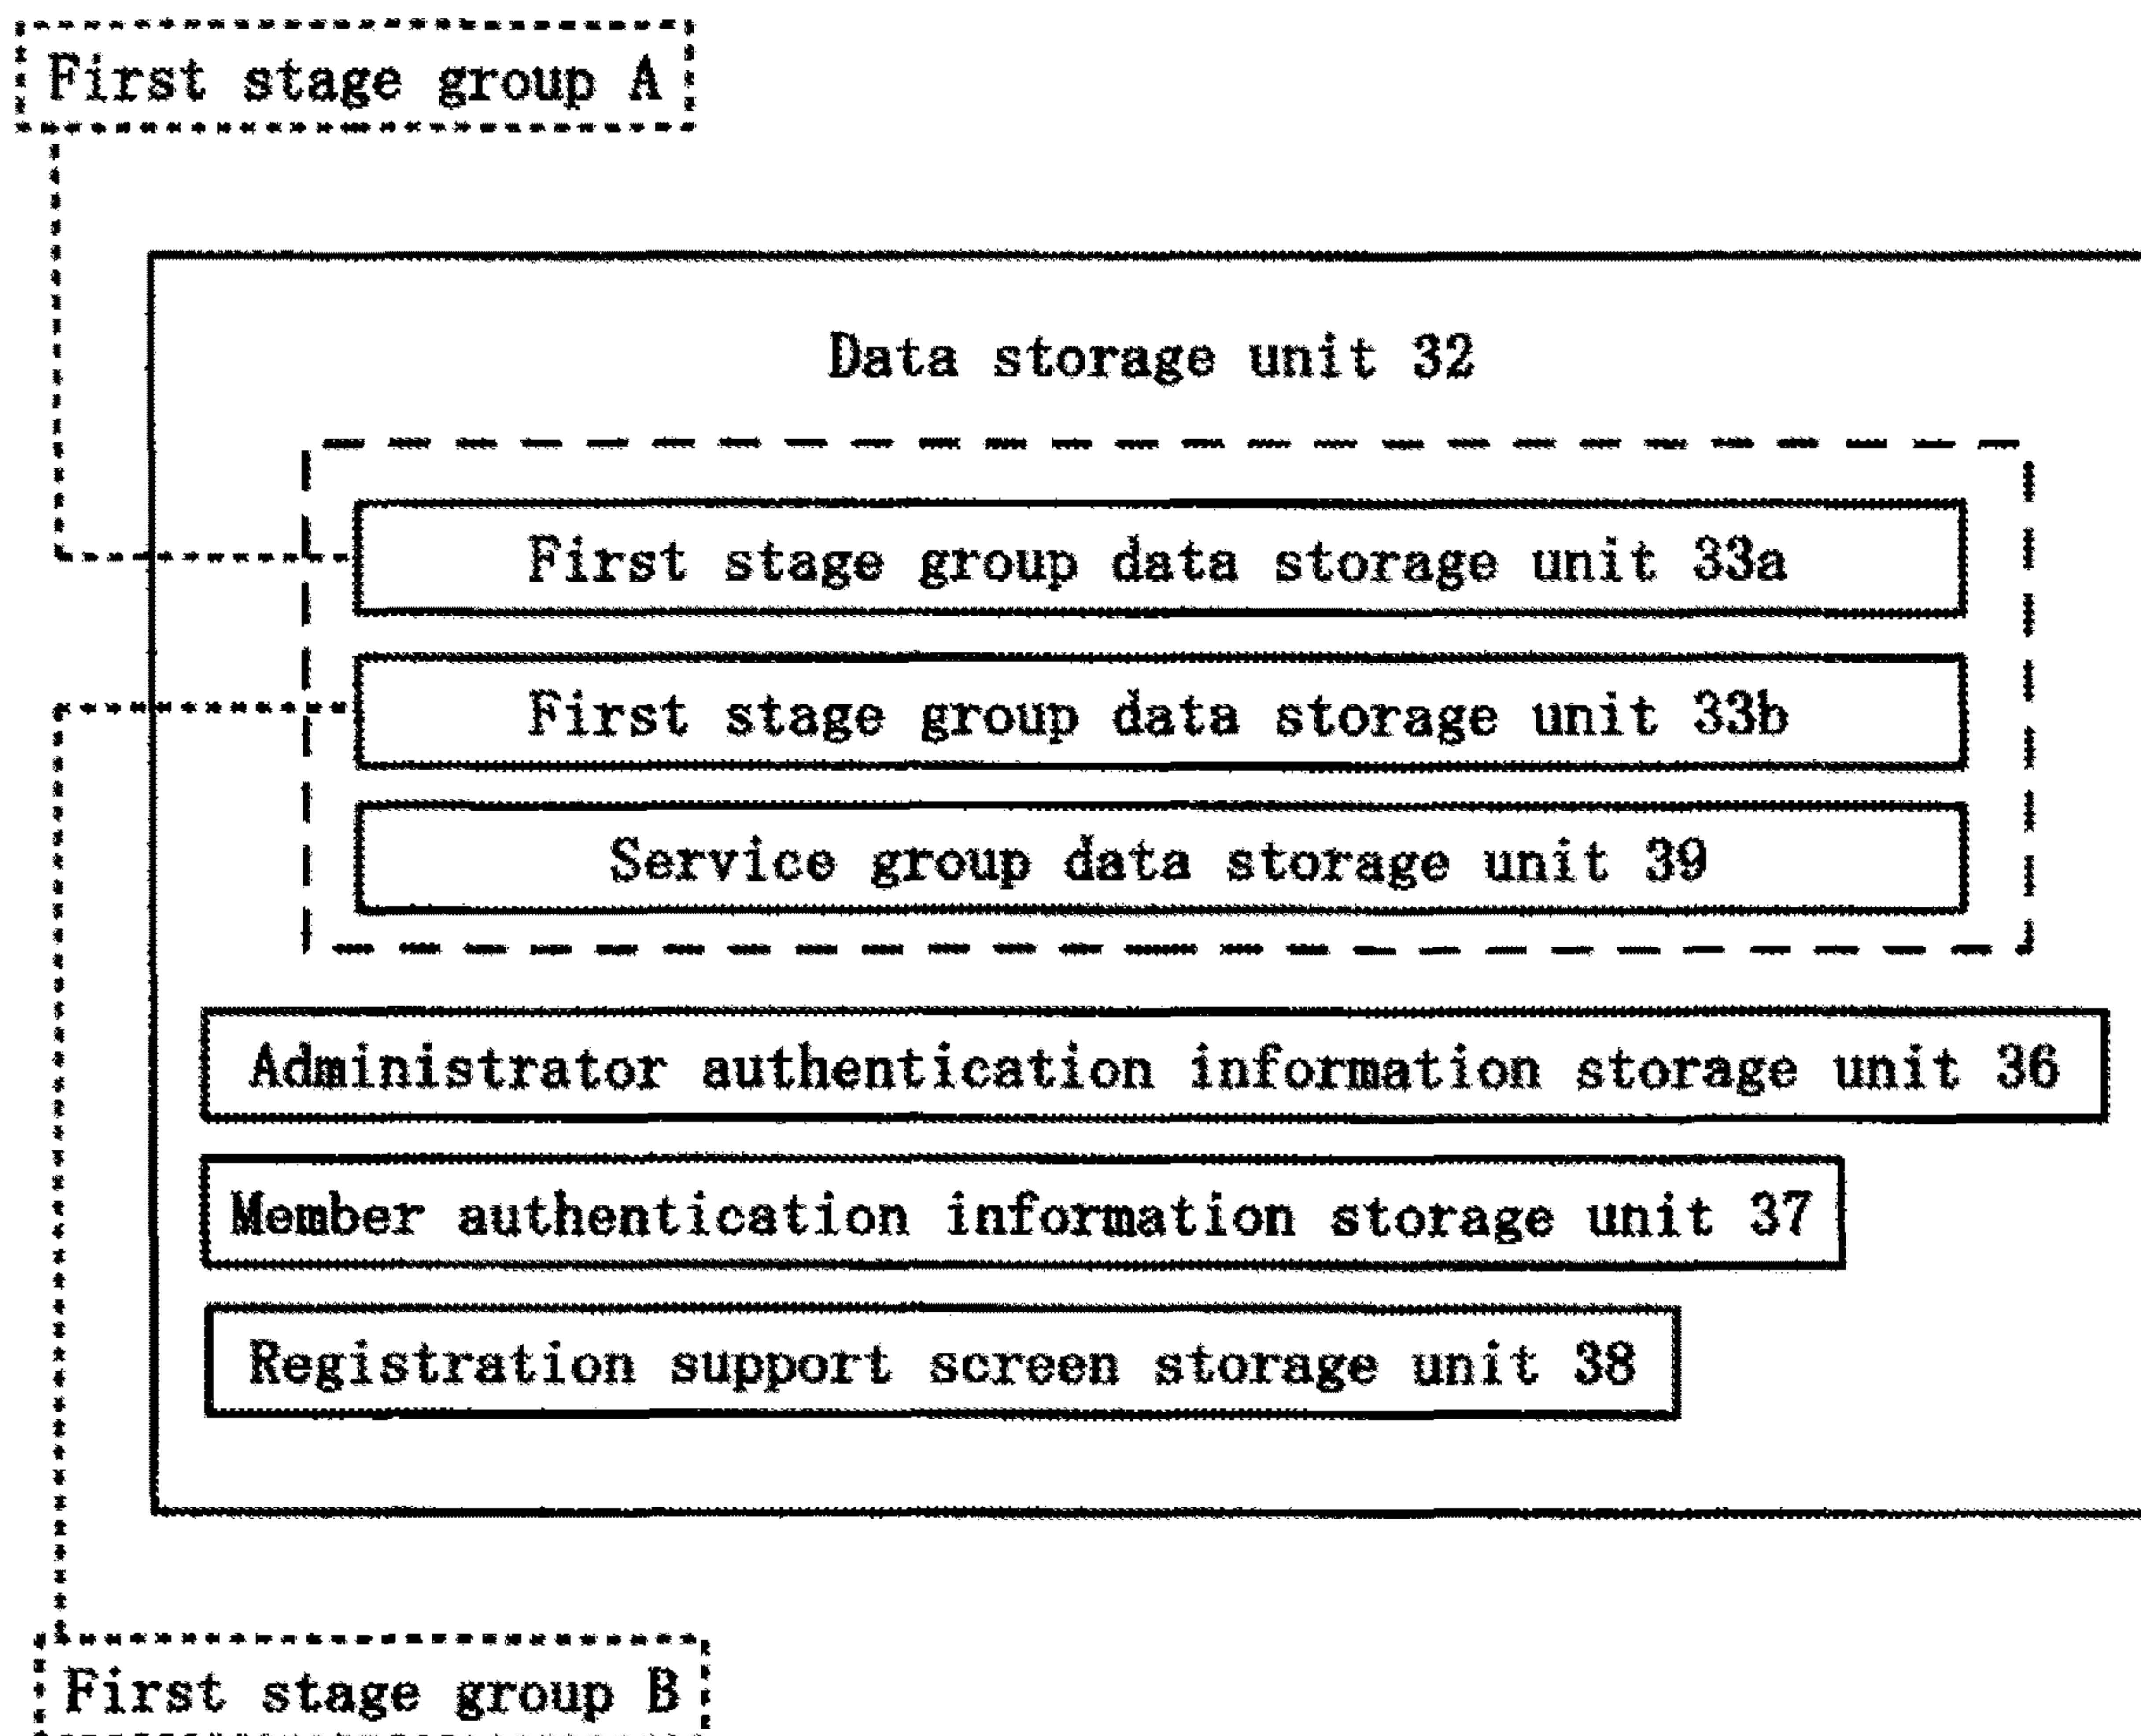 First stage group A
Data storage unit 32
First stage group data storage unit 33a
First stage group data storage unit 33b
Service group data storage unit 39
Administrator authentication information storage unit 36
Member authentication information storage unit 37
Registration support screen storage unit 38
First stage group B